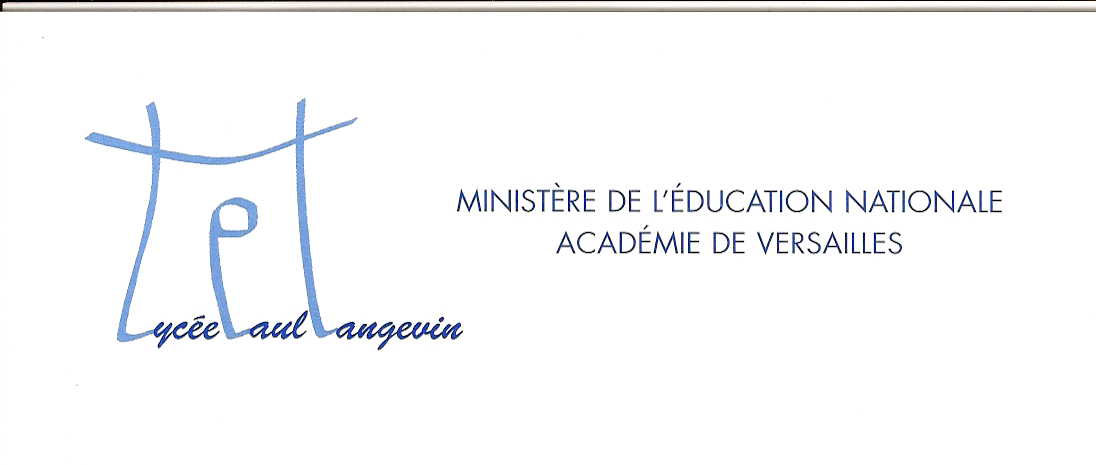 Lycée Paul Langevin
MINISTÈRE DE L'ÉDUCATION NATIONALE
ACADÉMIE DE VERSAILLES